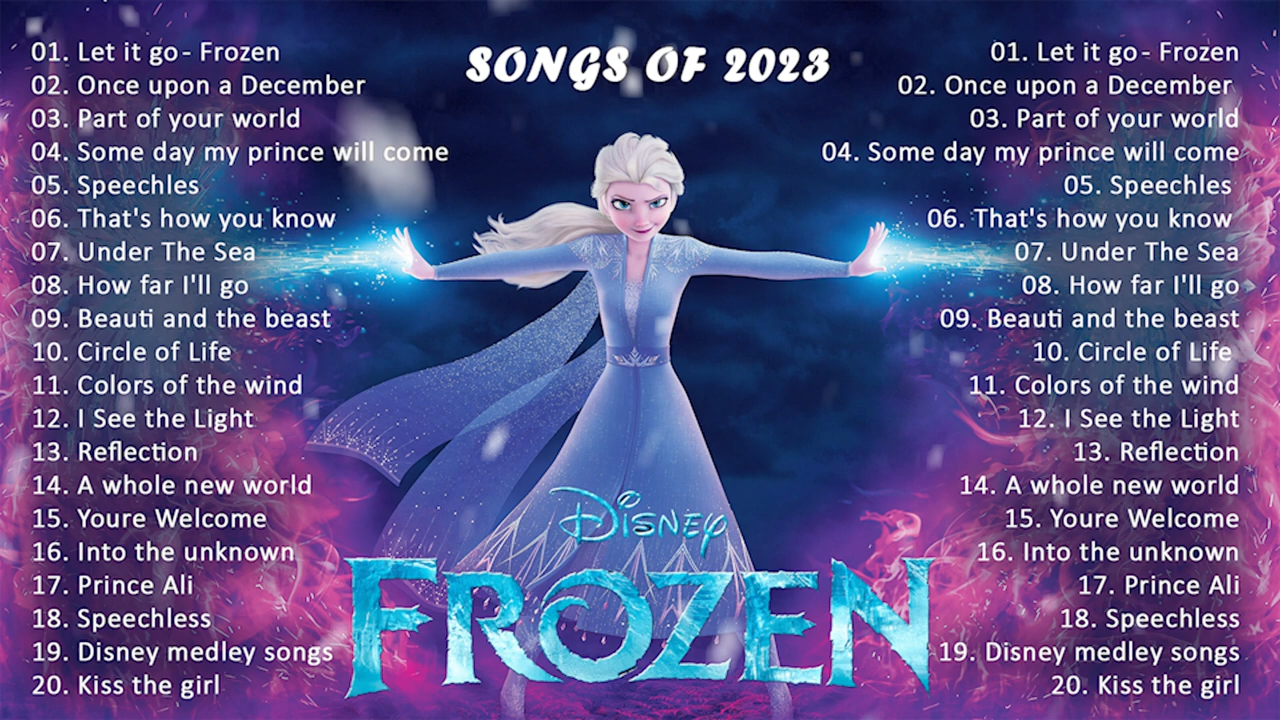 SONGS OF 2023
01. Let it go - Frozen
02. Once upon a December
03. Part of your world
04. Some day my prince will come
05. Speechles
06. That's how you know
07. Under The Sea
08. How far I'll go
09. Beauti and the beast
10. Circle of Life
11. Colors of the wind
12. I See the Light
13. Reflection
14. A whole new world
15. Youre Welcome
16. Into the unknown
17. Prince Ali
18. Speechless
19. Disney medley songs
20. Kiss the girl
01. Let it go - Frozen
02. Once upon a December
03. Part of your world
04. Some day my prince will come
05. Speechles
06. That's how you know
07. Under The Sea
08. How far I'll go
09. Beauti and the beast
10. Circle of Life
11. Colors of the wind
12. I See the Light
13. Reflection
14. A whole new world
15. Youre Welcome
16. Into the unknown
17. Prince Ali
18. Speechless
19. Disney medley songs
20. Kiss the girl
DISNEY
FROZEN